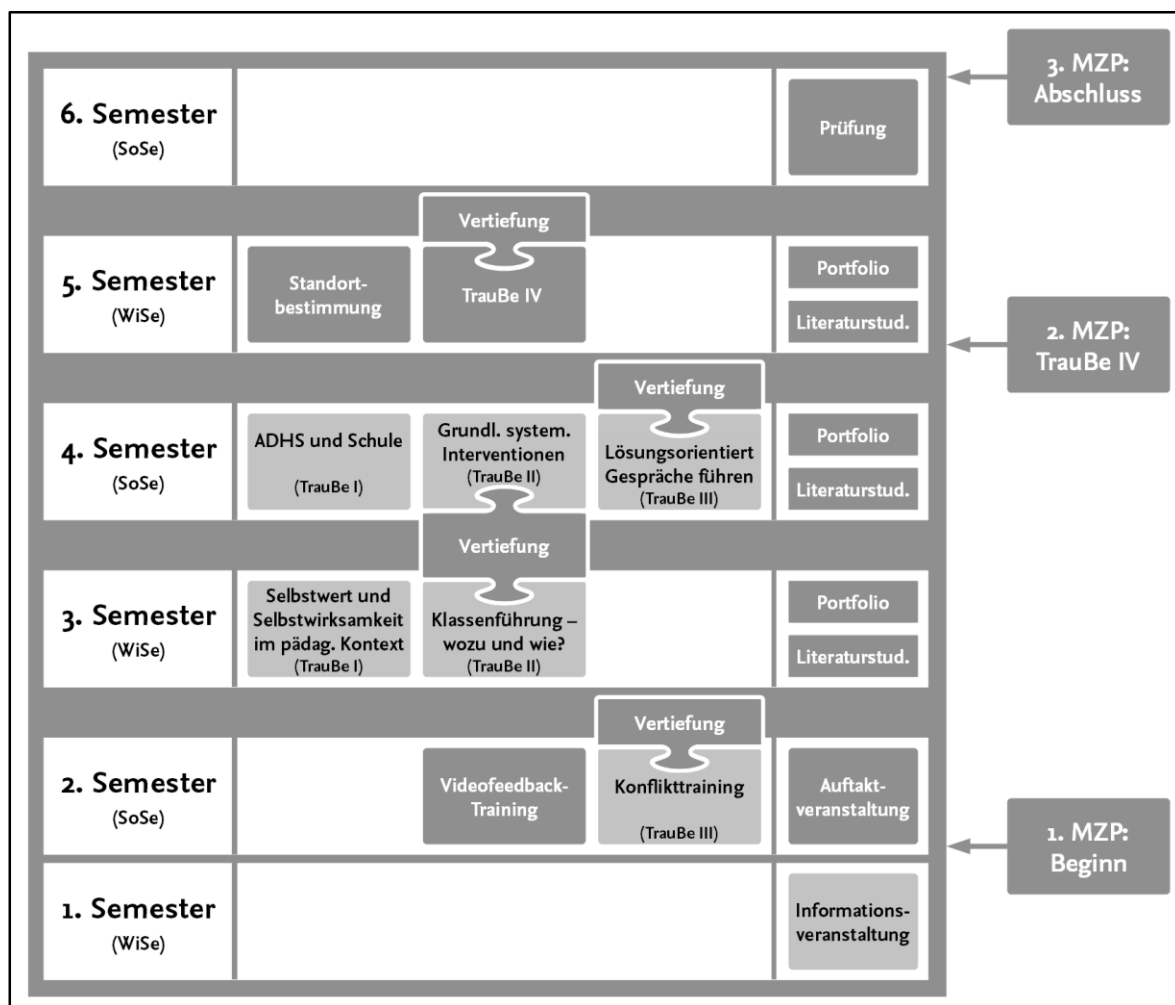 3. MZP:
Abschluss
6. Semester
(SoSe)
Prüfung
Vertiefung
5. Semester
(WiSe)
Standort-
bestimmung
TrauBe IV
Portfolio
Literaturstud.
2. MZP:
TrauBe IV
Vertiefung
4. Semester
(SoSe)
ADHS und Schule
(TrauBe I)
Grundl. system.
Interventionen
(TrauBe II)
Lösungsorientiert
Gespräche führen
(TrauBe III)
Portfolio
Literaturstud.
Vertiefung
3. Semester
(WiSe)
Selbstwert und
Selbstwirksamkeit
im pädag. Kontext
(TrauBe I)
Klassenführung –
wozu und wie?
(TrauBe II)
Portfolio
Literaturstud.
Vertiefung
2. Semester
(SoSe)
Videofeedback-
Training
Konflikttraining
(TrauBe III)
Auftakt-
veranstaltung
1. MZP:
Beginn
1. Semester
(WiSe)
Informations-
veranstaltung